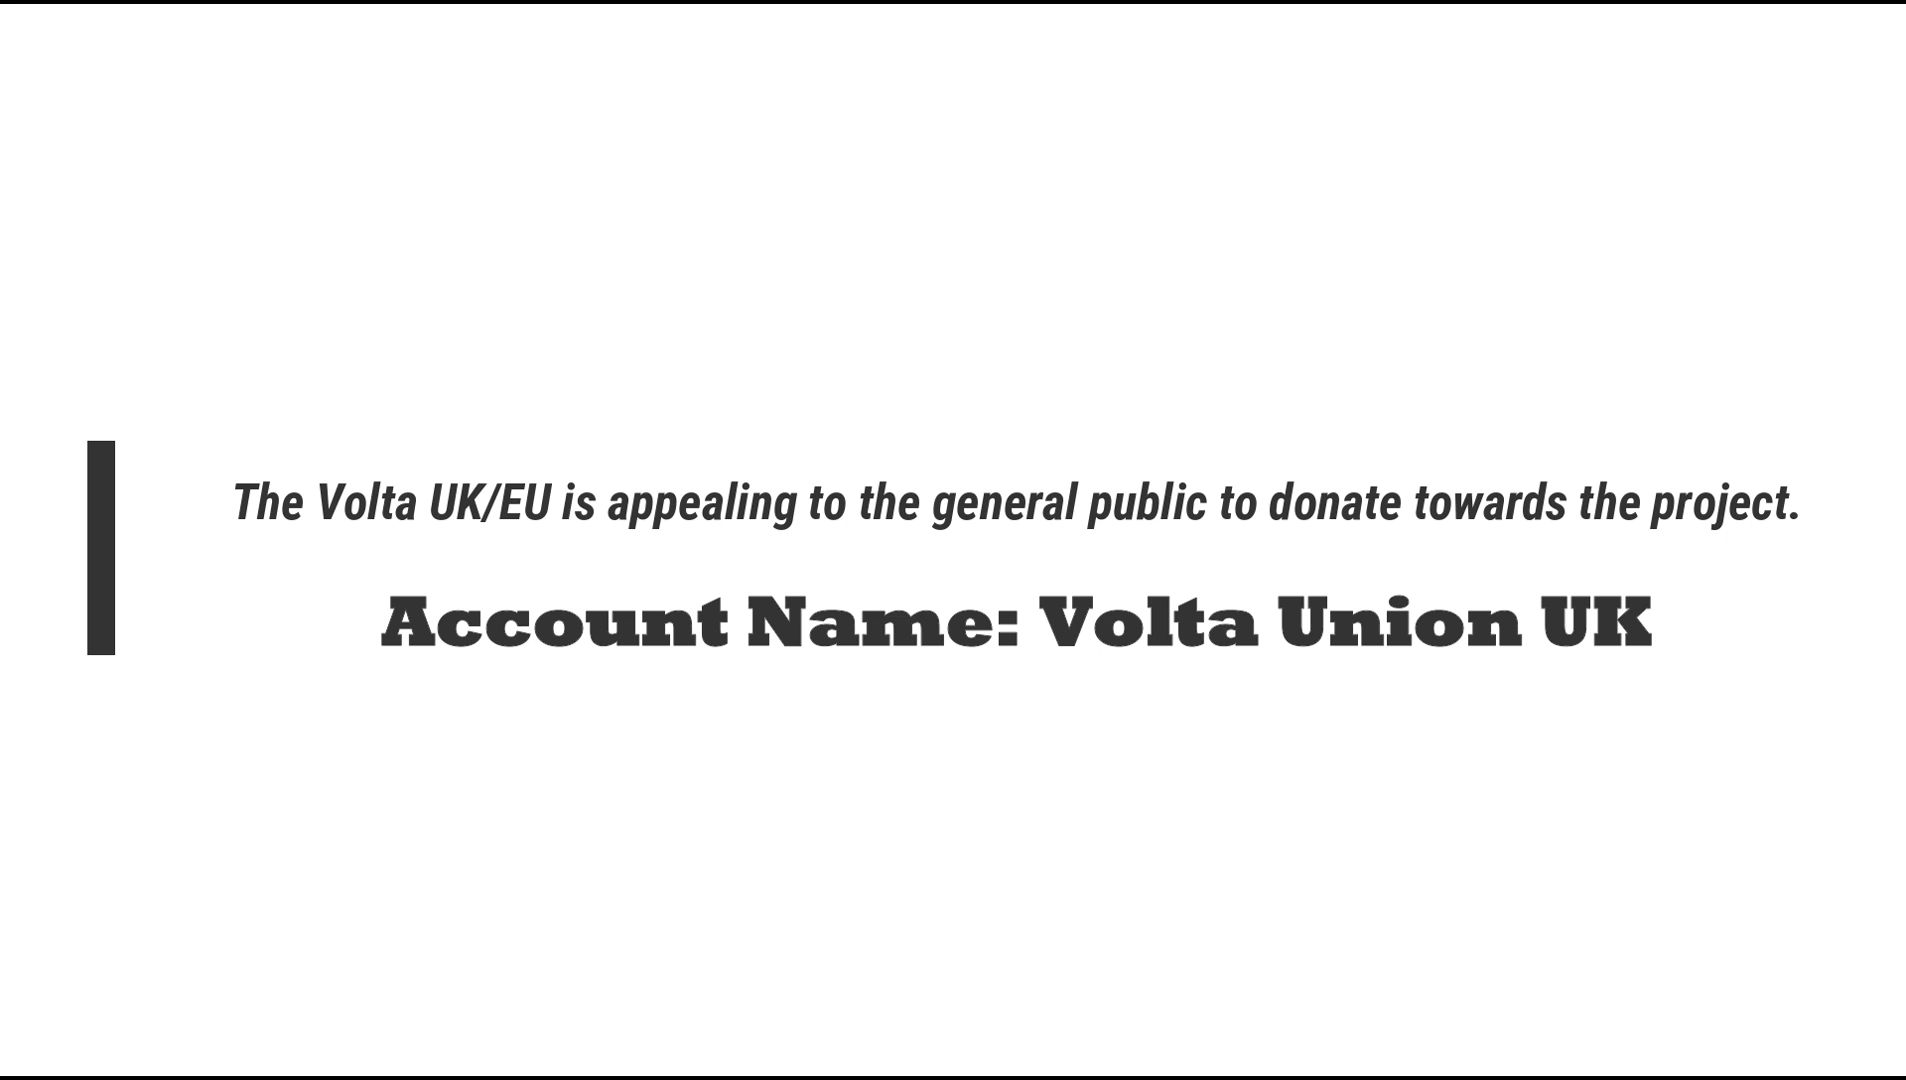 The Volta UK/EU is appealing to the general public to donate towards the project.
Account Name: Volta Union UK